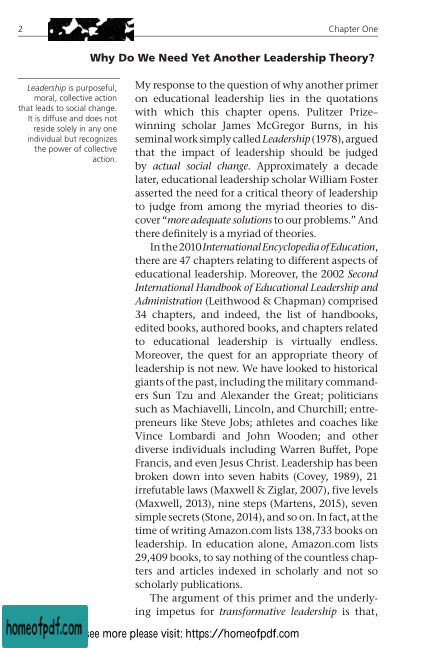 2
Chapter One
Why Do We Need Yet Another Leadership Theory?
Leadership is purposeful,
moral, collective action
that leads to social change.
It is diffuse and does not
reside solely in any one
individual but recognizes
the power of collective
action.
My response to the question of why another primer
on educational leadership lies in the quotations
with which this chapter opens. Pulitzer Prize–
winning scholar James McGregor Burns, in his
seminal work simply called Leadership (1978), argued
that the impact of leadership should be judged
by actual social change. Approximately a decade
later, educational leadership scholar William Foster
asserted the need for a critical theory of leadership
to judge from among the myriad theories to dis-
cover “more adequate solutions to our problems.” And
there definitely is a myriad of theories.
In the 2010 International Encyclopedia of Education,
there are 47 chapters relating to different aspects of
educational leadership. Moreover, the 2002 Second
International Handbook of Educational Leadership and
Administration (Leithwood & Chapman) comprised
34 chapters, and indeed, the list of handbooks,
edited books, authored books, and chapters related
to educational leadership is virtually endless.
Moreover, the quest for an appropriate theory of
leadership is not new. We have looked to historical
giants of the past, including the military command-
ers Sun Tzu and Alexander the Great; politicians
such as Machiavelli, Lincoln, and Churchill; entre-
preneurs like Steve Jobs; athletes and coaches like
Vince Lombardi and John Wooden; and other
diverse individuals including Warren Buffet, Pope
Francis, and even Jesus Christ. Leadership has been
broken down into seven habits (Covey, 1989), 21
irrefutable laws (Maxwell & Ziglar, 2007), five levels
(Maxwell, 2013), nine steps (Martens, 2015), seven
simple secrets (Stone, 2014), and so on. In fact, at the
time of writing Amazon.com lists 138,733 books on
leadership. In education alone, Amazon.com lists
29,409 books, to say nothing of the countless chap-
ters and articles indexed in scholarly and not so
scholarly publications.
The argument of this primer and the underly-
ing impetus for transformative leadership is that,
homeofpdf.com
see more please visit: https://homeofpdf.com